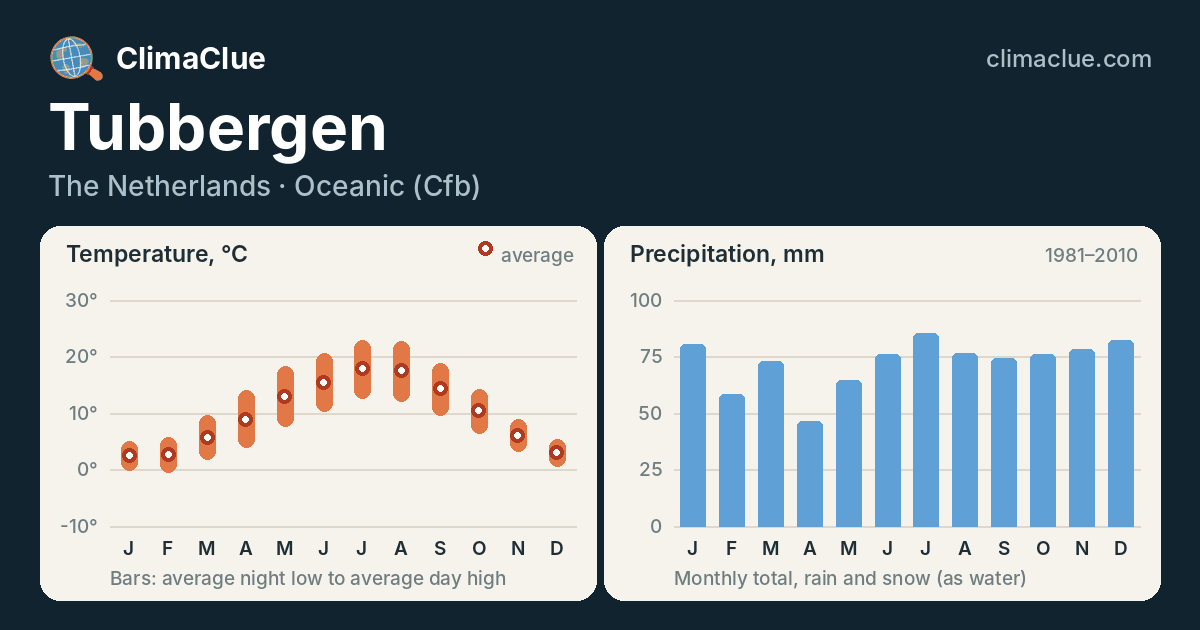 ClimaClue
climaclue.com
Tubbergen
The Netherlands · Oceanic (Cfb)
Temperature, °C
average
30°
20°
10°
0°
-10°
J F M A M J J A S O N D
Bars: average night low to average day high
Precipitation, mm
1981–2010
100
75
50
25
0
J F M A M J J A S O N D
Monthly total, rain and snow (as water)